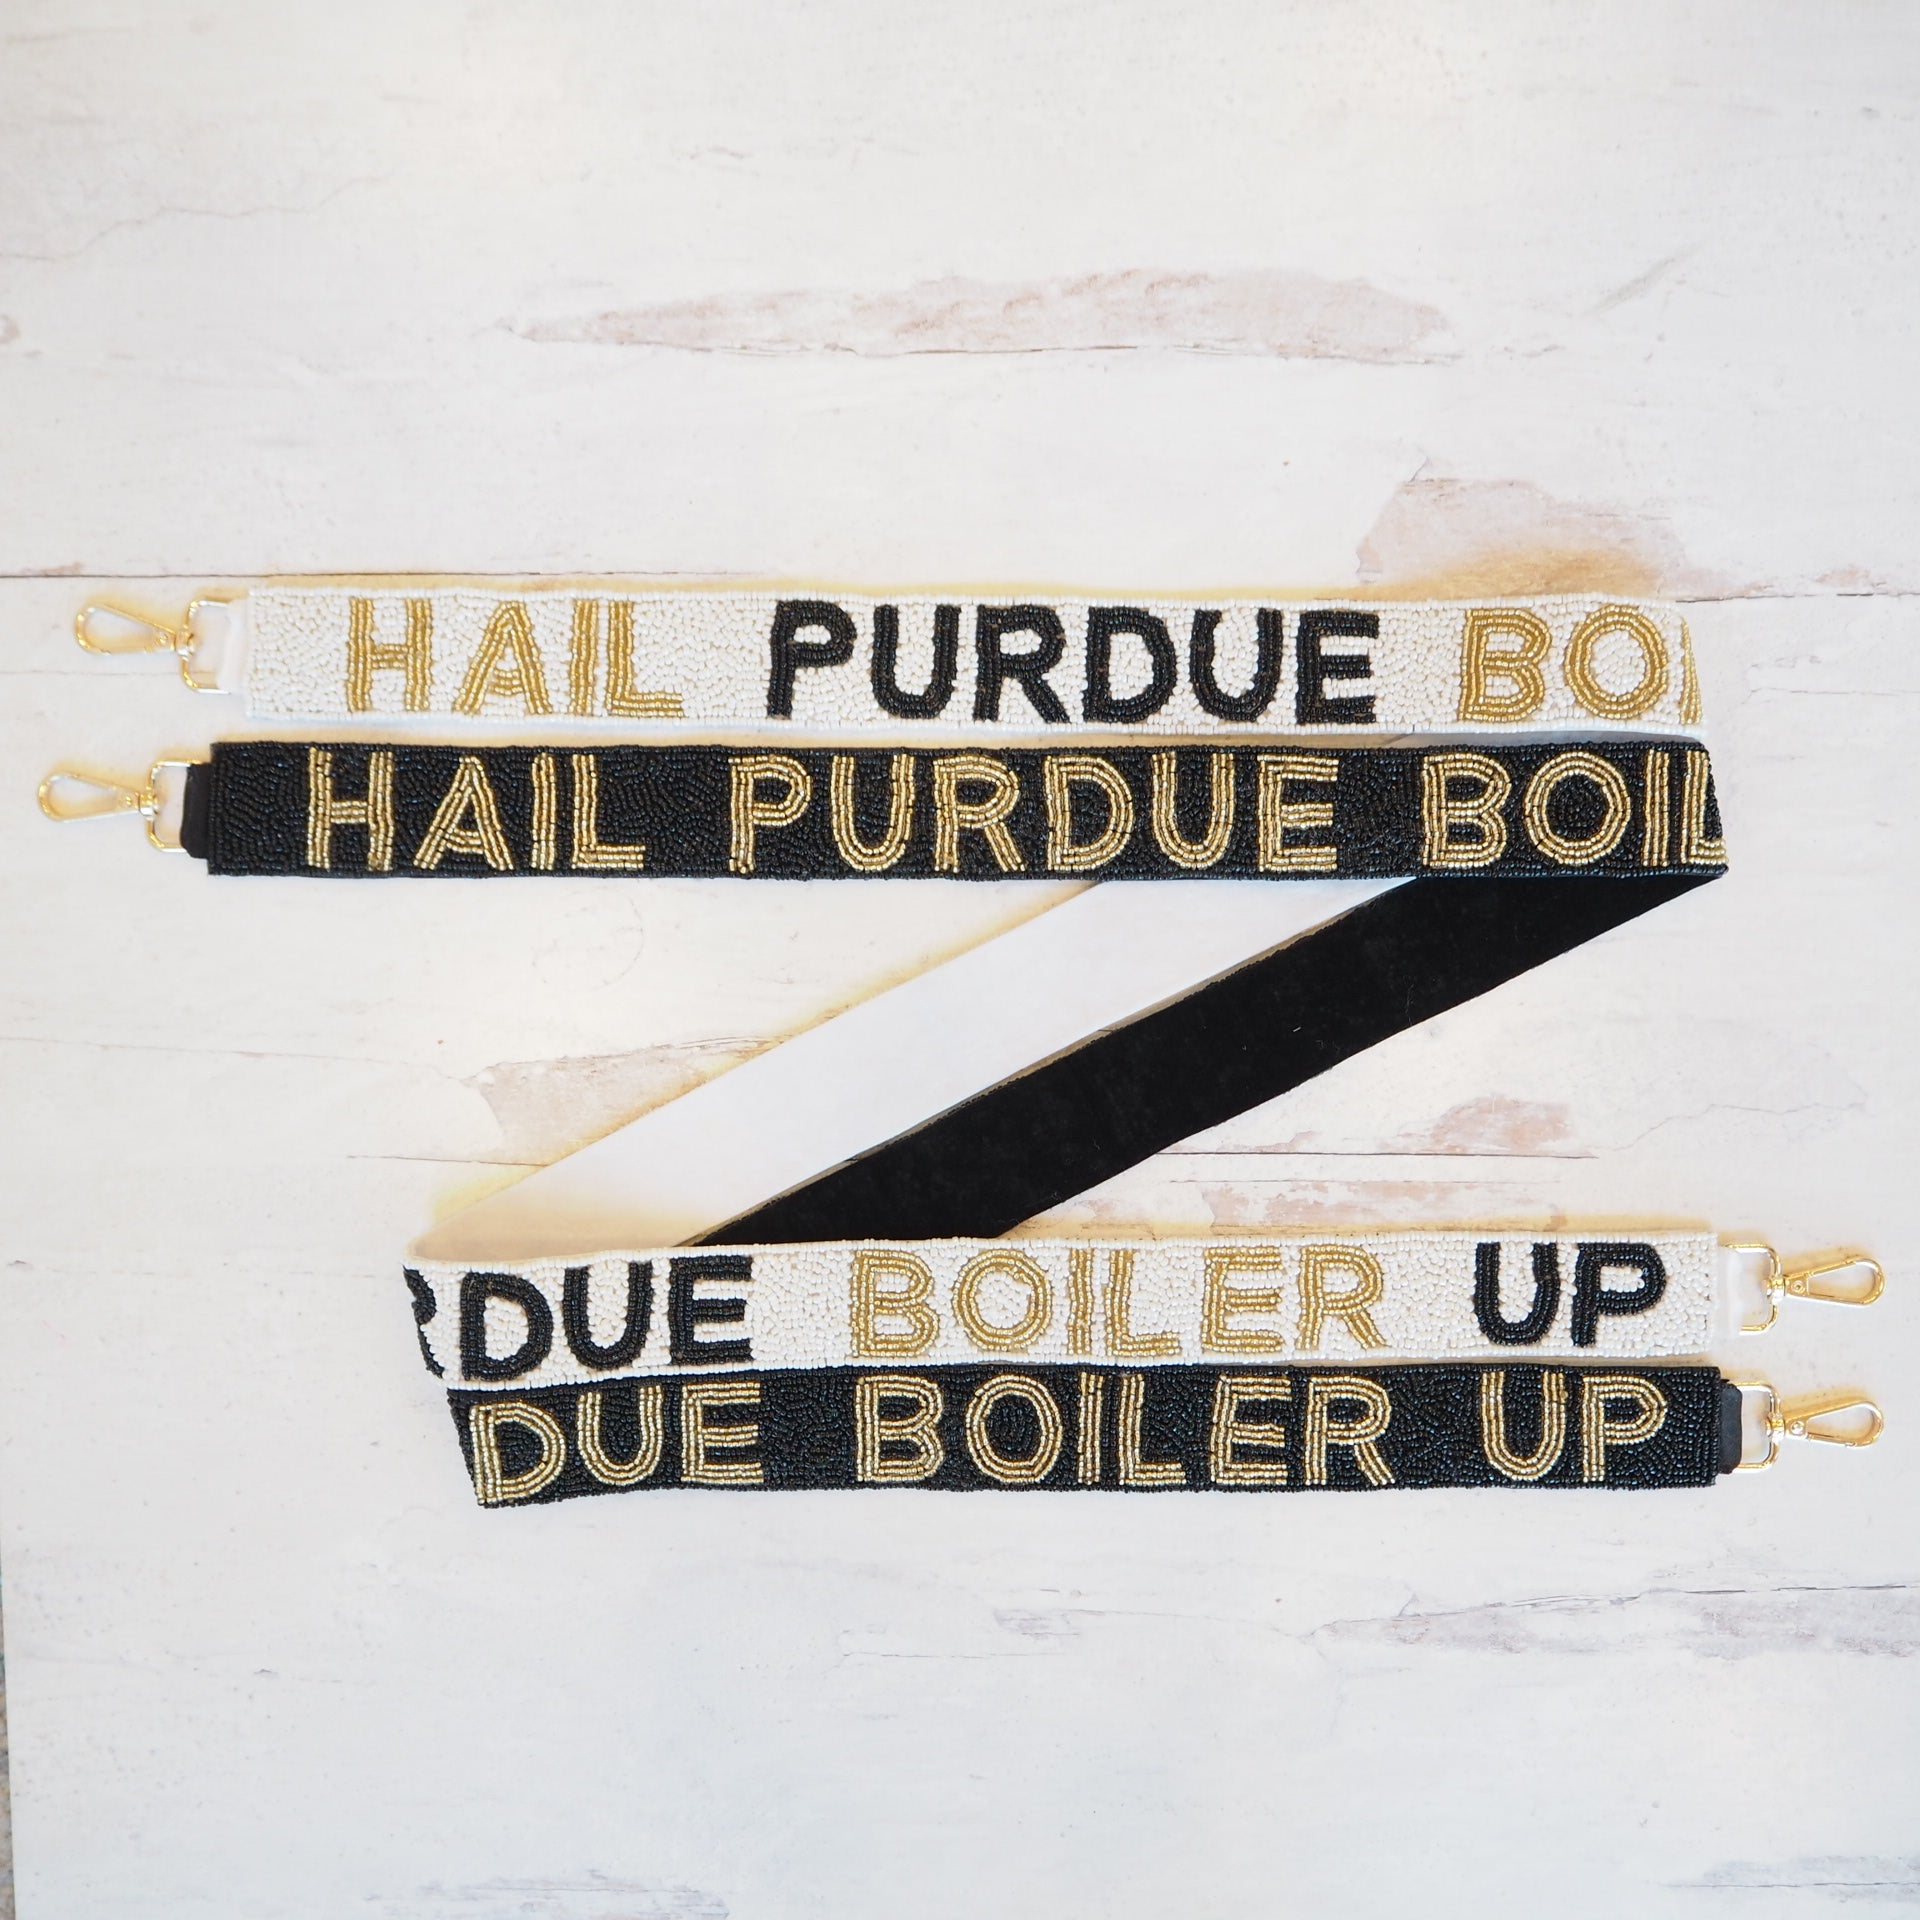 HAIL PURDUE BOI
HAIL PURDUE BOIL
RDUE BOILER UP
DUE BOILER UP